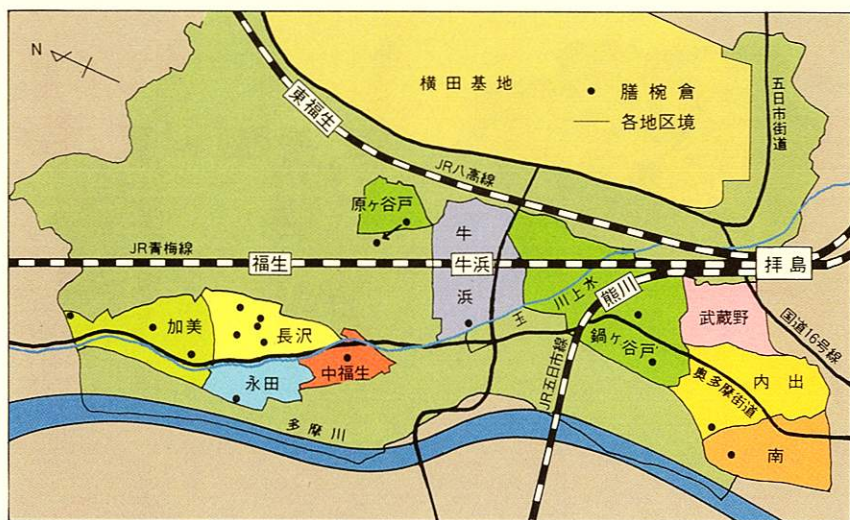 N
横田基地
膳椀倉
各地区境
五日市街道
東福生
JR八高線
原ヶ谷戸
JR青梅線
福生
牛浜
牛浜
拝島
熊川
玉川上水
加美
長沢
永田
中福生
鍋ヶ谷戸
武蔵野
国道16号線
JR五日市線
奥多摩街道
内出
南
多摩川